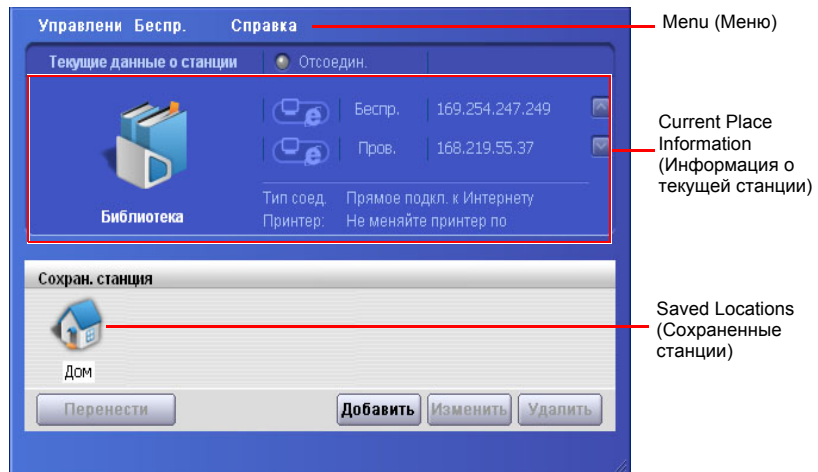 Управлени Беспр. Справка
Menu (Меню)
Текущие данные о станции Отсоедин.
Беспр. 169.254.247.249
Пров. 168.219.55.37
Current Place
Information
(Информация о
текущей станции)
Тип соед. Прямое подкл. к Интернету
Библиотека
Принтер: Не меняйте принтер по
Сохран. станция
Saved Locations
(Сохраненные
станции)
Дом
Перенести Добавить Изменить Удалить